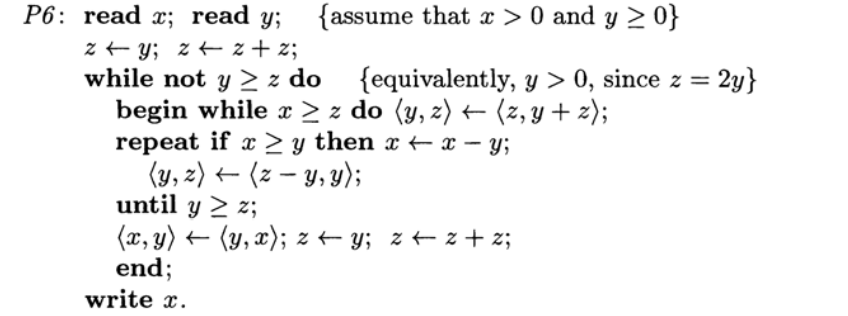 P6: read x; read y; {assume that x > 0 and y ≥ 0}
z ← y; z ← z + z;
while not y ≥ z do {equivalently, y > 0, since z = 2y}
begin while x ≥ z do ⟨y, z⟩ ← ⟨z, y + z⟩;
repeat if x ≥ y then x ← x − y;
⟨y, z⟩ ← ⟨z − y, y⟩;
until y ≥ z;
⟨x, y⟩ ← ⟨y, x⟩; z ← y; z ← z + z;
end;
write x.